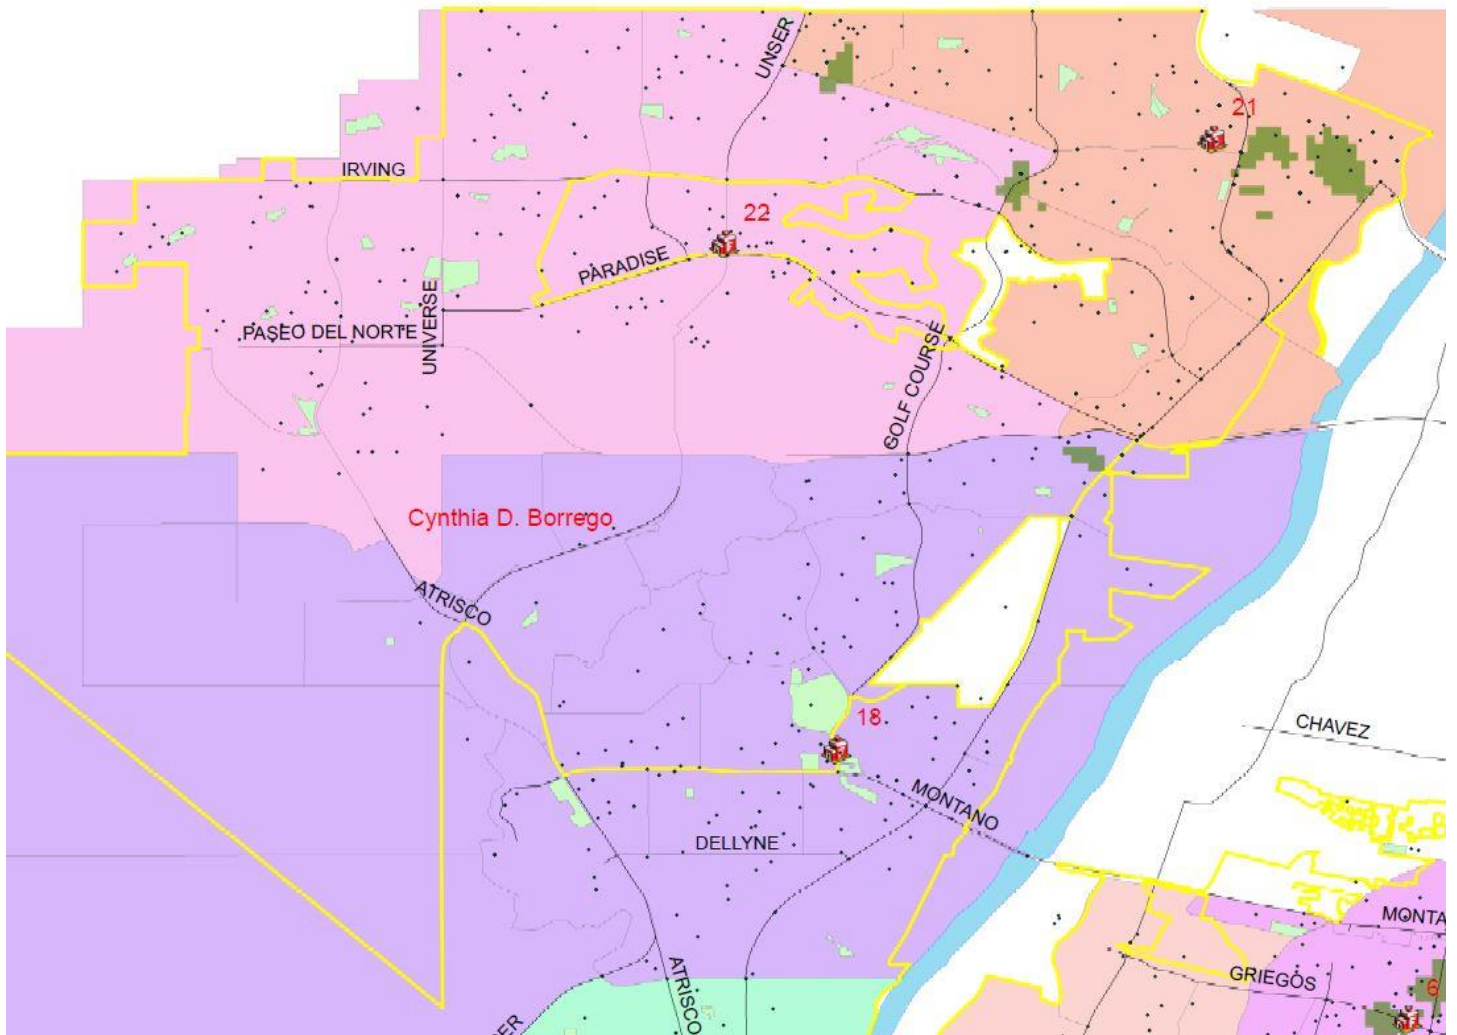 UNSER
21
IRVING
22
PARADISE
UNIVERSE
PASEO DEL NORTE
GOLF COURSE
Cynthia D. Borrego
ATRISCO
18
CHAVEZ
MONTANO
DELLYNE
MONTA
ATRISCO
GRIEGOS
6
ER